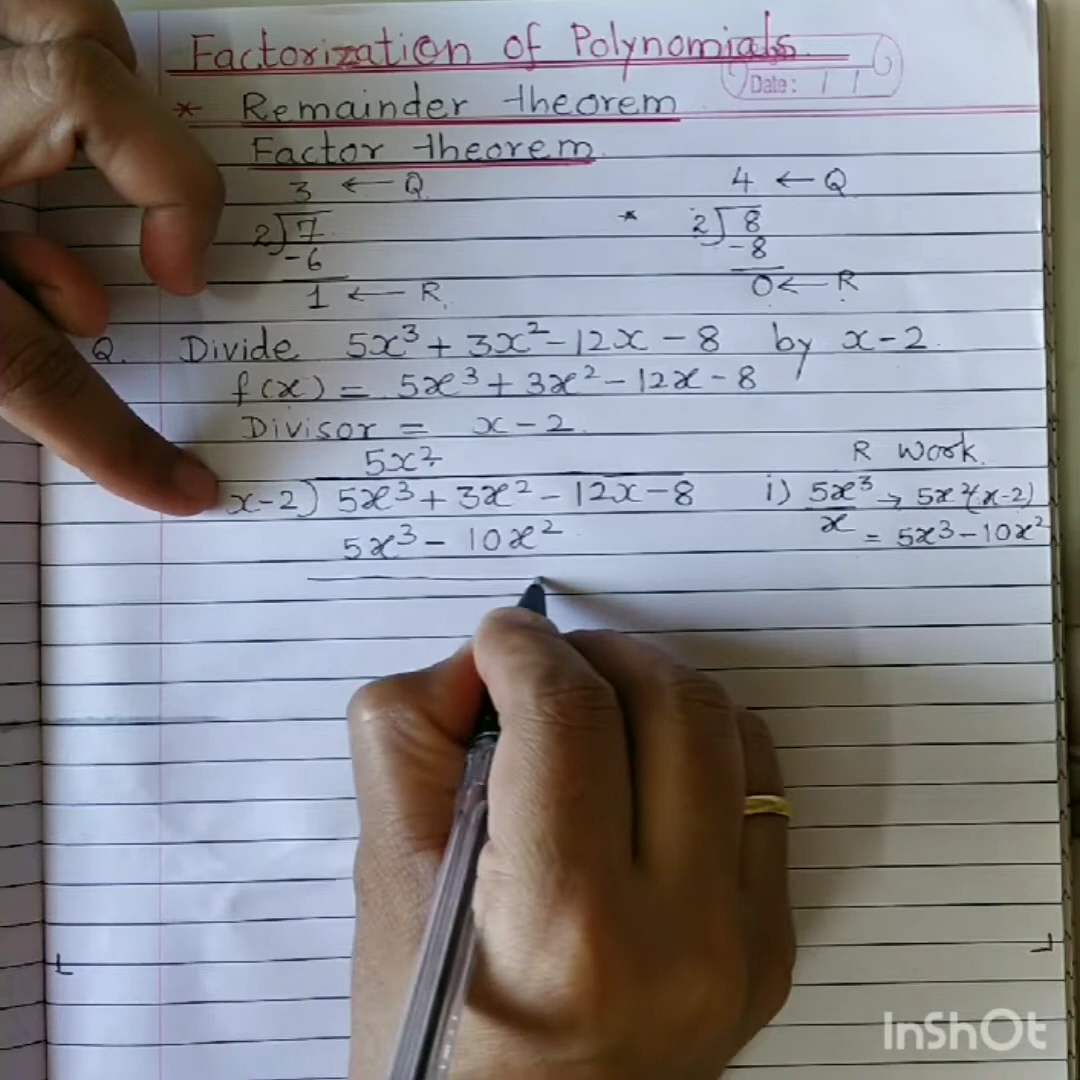 Factorization of Polynomials.
Date: / /
* Remainder theorem
Factor theorem.
3 ← Q
2)7
-6
1 ← R
* 4 ← Q
2)8
-8
0 ← R
Q. Divide 5x³ + 3x² - 12x - 8 by x - 2.
f(x) = 5x³ + 3x² - 12x - 8
Divisor = x - 2.
5x²
x-2) 5x³ + 3x² - 12x - 8
5x³ - 10x²
R Work.
i) 5x³/x → 5x²(x-2)
= 5x³ - 10x²
InShOt